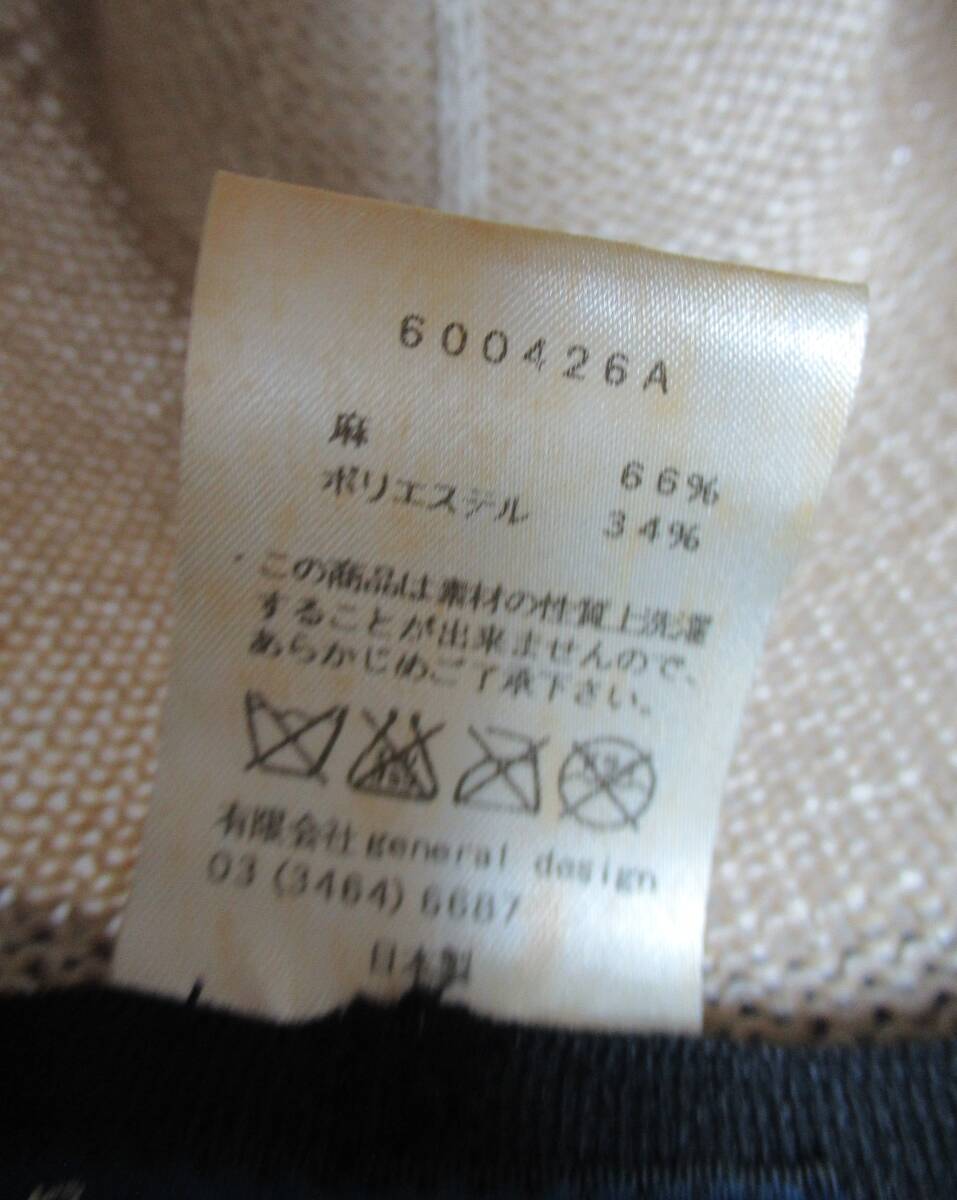 600426A
麻 66%
ポリエステル 34%
・この商品は素材の性質上洗濯
することが出来ませんので、
あらかじめご了承下さい。
有限会社general design
03(3464)6687
日本製